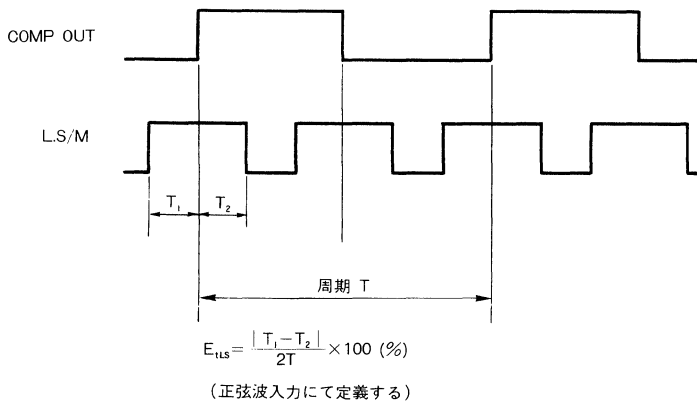 COMP OUT
L.S/M
T₁ T₂
周期 T
EtLS= | T₁−T₂ | / 2T ×100 (%)
(正弦波入力にて定義する)